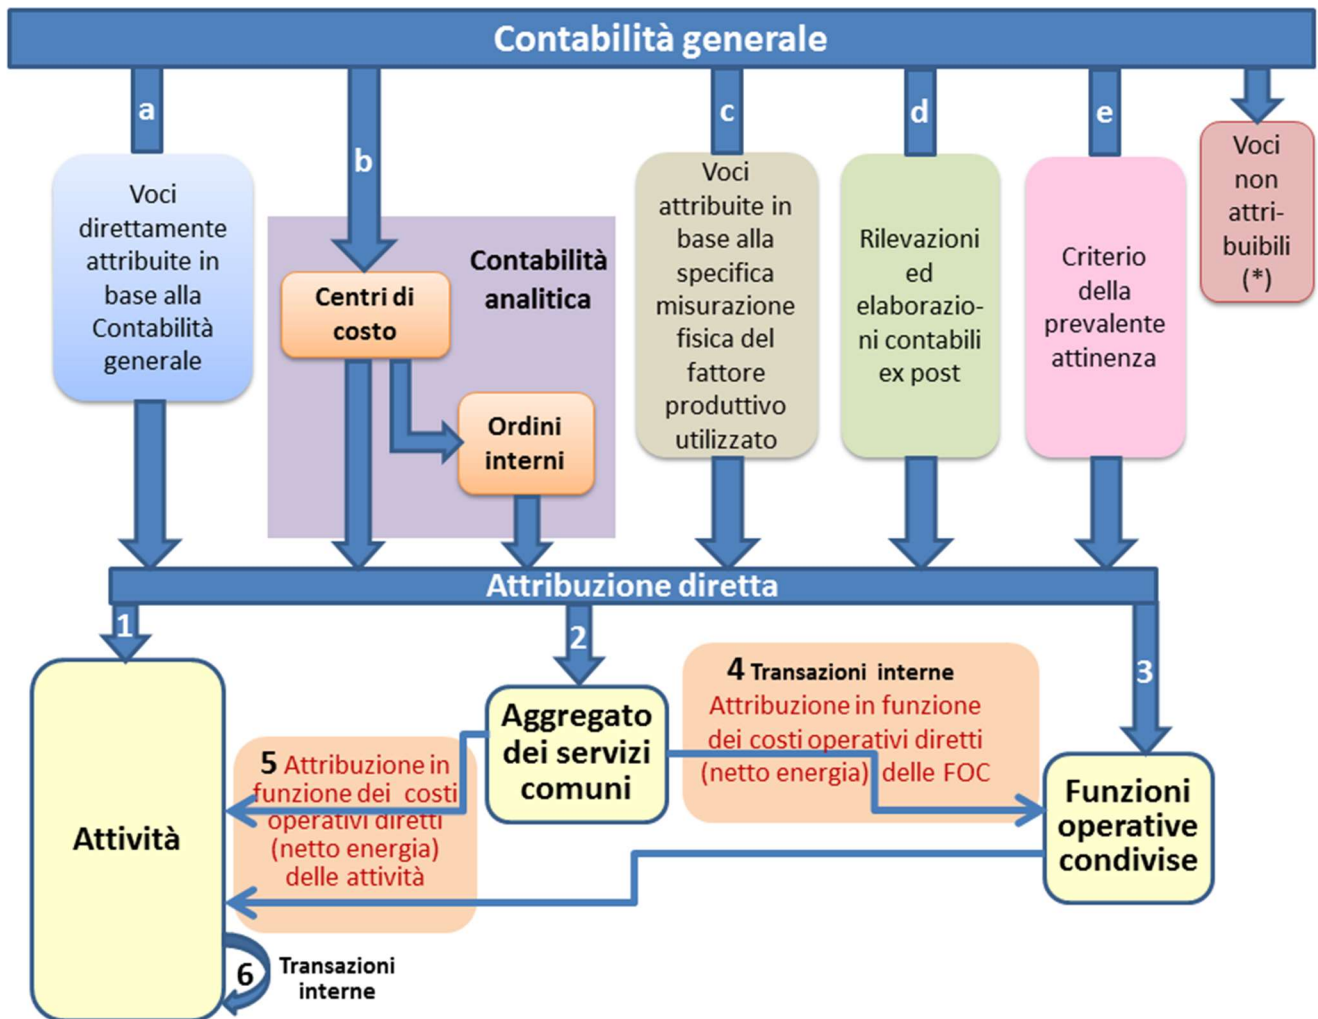 Contabilità generale
a
b
c
d
e
Voci
direttamente
attribuite in
base alla
Contabilità
generale
Contabilità
analitica
Centri di
costo
Ordini
interni
Voci
attribuite in
base alla
specifica
misurazione
fisica del
fattore
produttivo
utilizzato
Rilevazioni
ed
elaborazio-
ni contabili
ex post
Criterio
della
prevalente
attinenza
Voci
non
attri-
buibili
(*)
Attribuzione diretta
1
2
3
Attività
Aggregato
dei servizi
comuni
4 Transazioni interne
Attribuzione in funzione
dei costi operativi diretti
(netto energia) delle FOC
Funzioni
operative
condivise
5 Attribuzione in
funzione dei costi
operativi diretti
(netto energia)
delle attività
6
Transazioni
interne